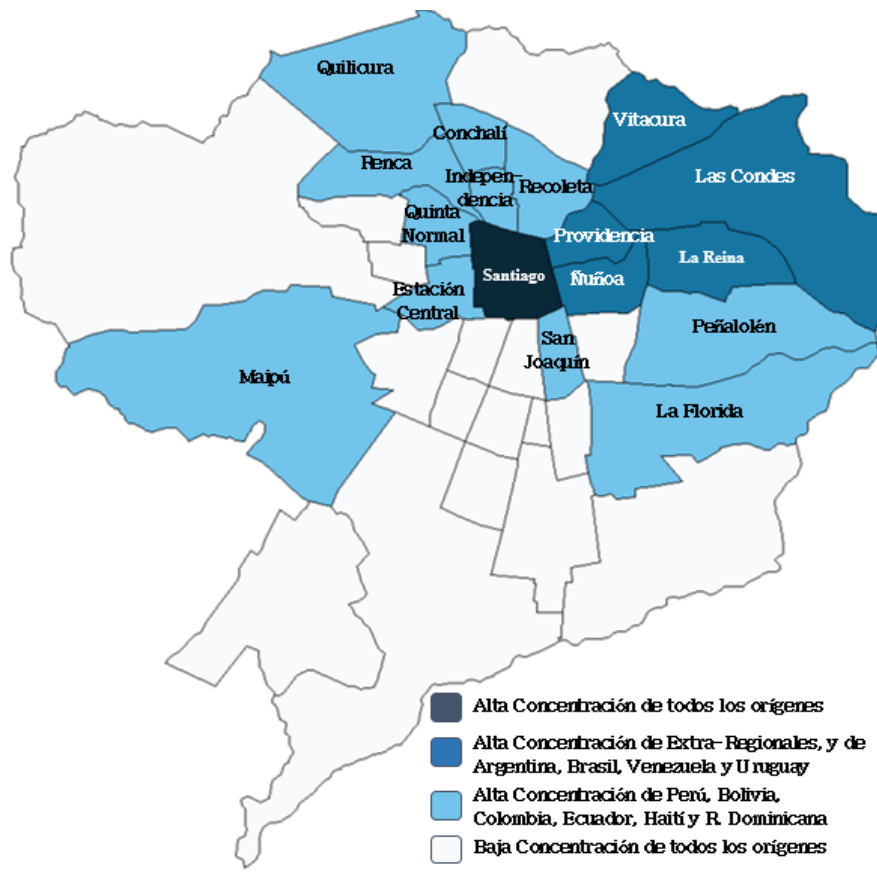 Quilicura
Conchalí
Vitacura
Renca
Indepen-
dencia
Recoleta
Las Condes
Quinta
Normal
Providencia
La Reina
Santiago
Ñuñoa
Estación
Central
Peñalolén
San
Joaquín
Maipú
La Florida
Alta Concentración de todos los orígenes
Alta Concentración de Extra-Regionales, y de
Argentina, Brasil, Venezuela y Uruguay
Alta Concentración de Perú, Bolivia,
Colombia, Ecuador, Haití y R. Dominicana
Baja Concentración de todos los orígenes